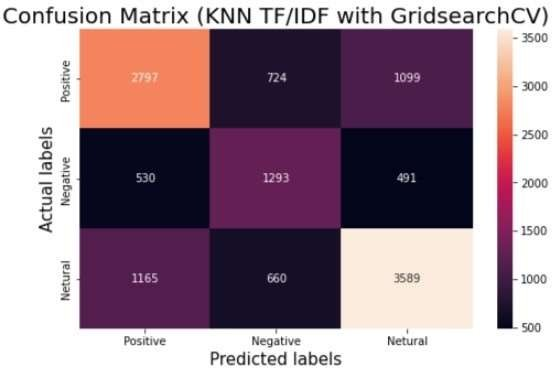 Confusion Matrix (KNN TF/IDF with GridsearchCV)
Actual labels
Positive
2797 724 1099
Negative
530 1293 491
Netural
1165 660 3589
Positive Negative Netural
Predicted labels
3500
3000
2500
2000
1500
1000
500